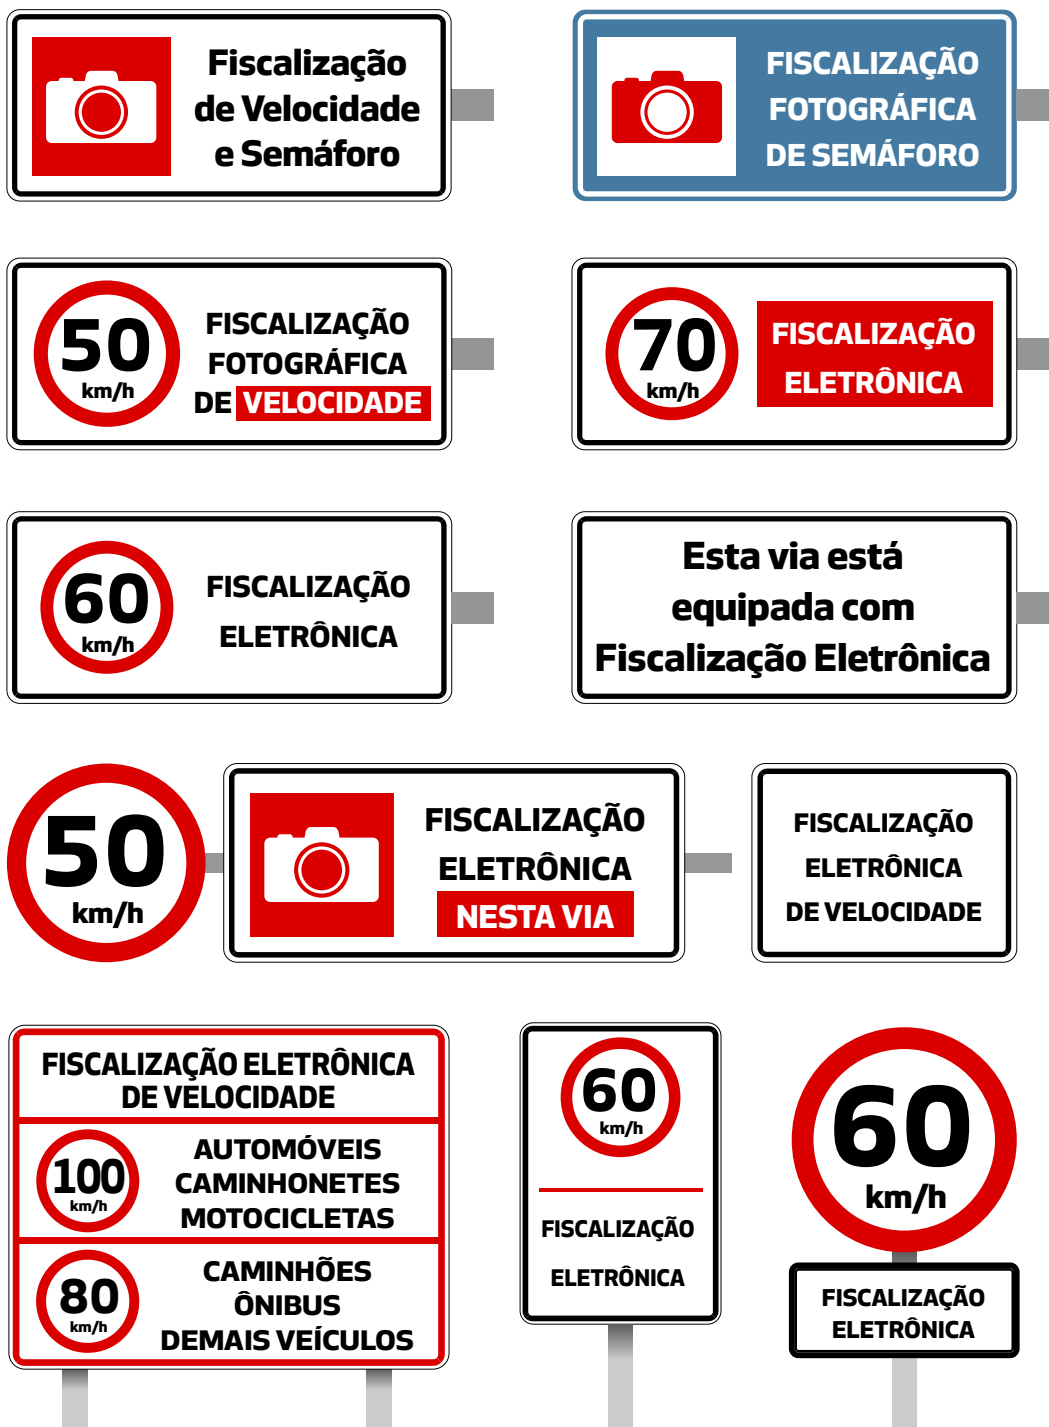 Fiscalização
de Velocidade
e Semáforo
FISCALIZAÇÃO
FOTOGRÁFICA
DE SEMÁFORO
50
km/h
FISCALIZAÇÃO
FOTOGRÁFICA
DE VELOCIDADE
70
km/h
FISCALIZAÇÃO
ELETRÔNICA
60
km/h
FISCALIZAÇÃO
ELETRÔNICA
Esta via está
equipada com
Fiscalização Eletrônica
50
km/h
FISCALIZAÇÃO
ELETRÔNICA
NESTA VIA
FISCALIZAÇÃO
ELETRÔNICA
DE VELOCIDADE
FISCALIZAÇÃO ELETRÔNICA
DE VELOCIDADE
100
km/h
AUTOMÓVEIS
CAMINHONETES
MOTOCICLETAS
80
km/h
CAMINHÕES
ÔNIBUS
DEMAIS VEÍCULOS
60
km/h
FISCALIZAÇÃO
ELETRÔNICA
60
km/h
FISCALIZAÇÃO
ELETRÔNICA